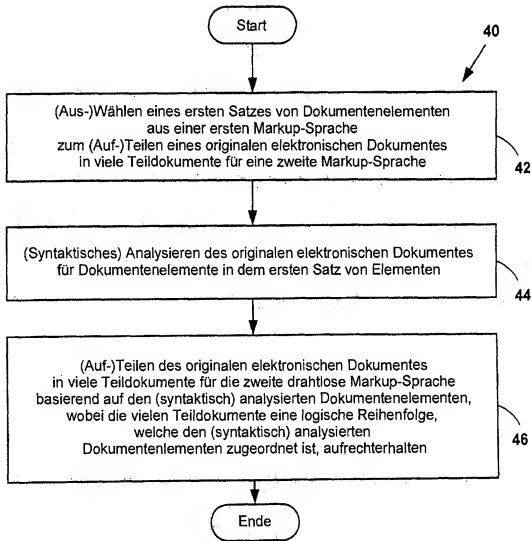 Start
40
(Aus-)Wählen eines ersten Satzes von Dokumentenelementen
aus einer ersten Markup-Sprache
zum (Auf-)Teilen eines originalen elektronischen Dokumentes
in viele Teildokumente für eine zweite Markup-Sprache
42
(Syntaktisches) Analysieren des originalen elektronischen Dokumentes
für Dokumentenelemente in dem ersten Satz von Elementen
44
(Auf-)Teilen des originalen elektronischen Dokumentes
in viele Teildokumente für die zweite drahtlose Markup-Sprache
basierend auf den (syntaktisch) analysierten Dokumentenelementen,
wobei die vielen Teildokumente eine logische Reihenfolge,
welche den (syntaktisch) analysierten
Dokumentenlementen zugeordnet ist, aufrechterhalten
46
Ende